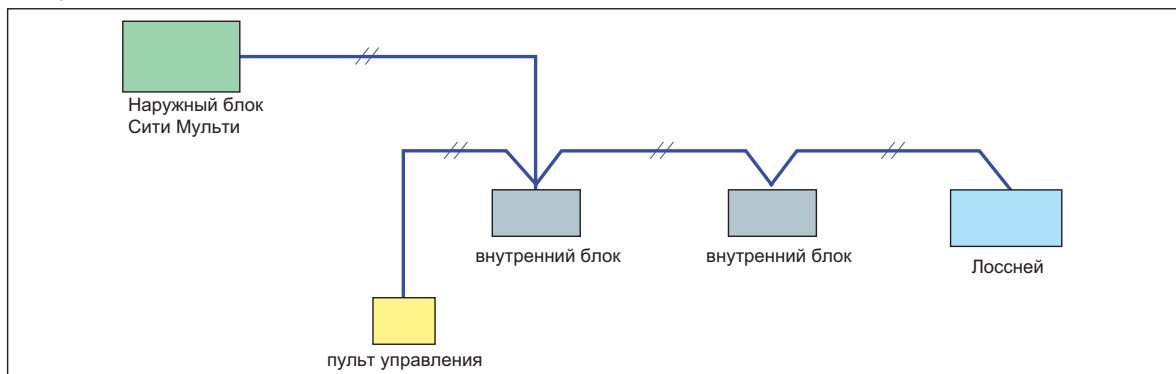 Наружный блок
Сити Мульти
внутренний блок
внутренний блок
Лоссней
пульт управления